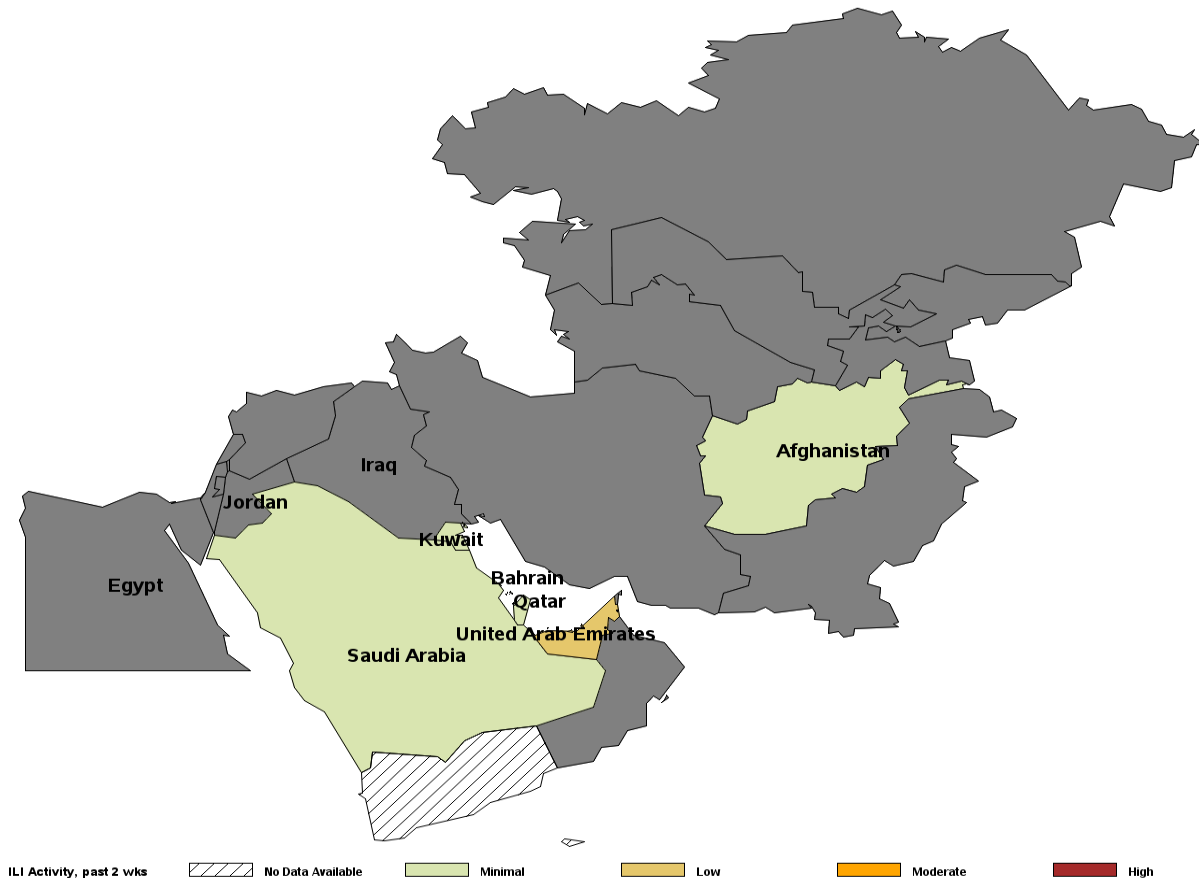 Afghanistan
Iraq
Jordan
Kuwait
Bahrain
Egypt
Qatar
United Arab Emirates
Saudi Arabia
ILI Activity, past 2 wks No Data Available Minimal Low Moderate High